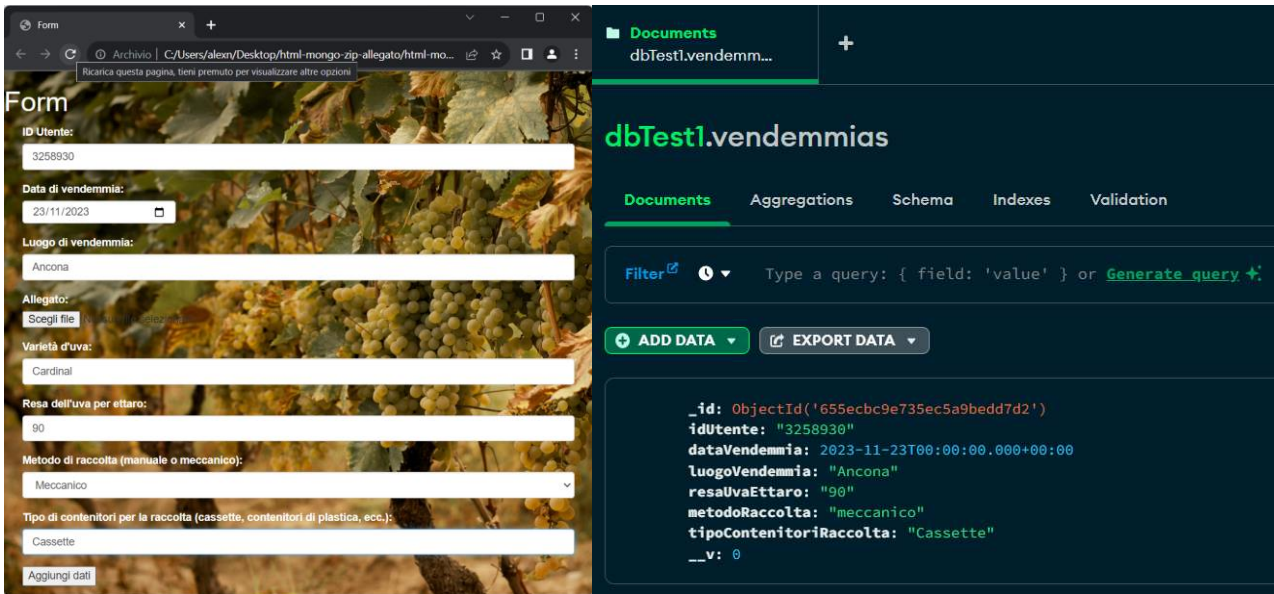 Form
Archivio
C:/Users/alexn/Desktop/html-mongo-zip-allegato/html-mo...
Ricarica questa pagina, tieni premuto per visualizzare altre opzioni
Form
ID Utente:
3258930
Data di vendemmia:
23/11/2023
Luogo di vendemmia:
Ancona
Allegato:
Scegli file
Varietà d'uva:
Cardinal
Resa dell'uva per ettaro:
90
Metodo di raccolta (manuale o meccanico):
Meccanico
Tipo di contenitori per la raccolta (cassette, contenitori di plastica, ecc.):
Cassette
Aggiungi dati
Documents
dbTest1.vendemm...
dbTest1.vendemmias
Documents Aggregations Schema Indexes Validation
Filter Type a query: { field: 'value' } or Generate query
ADD DATA EXPORT DATA
_id: ObjectId('655ecbc9e735ec5a9bedd7d2')
idUtente: "3258930"
dataVendemmia: 2023-11-23T00:00:00.000+00:00
luogoVendemmia: "Ancona"
resaUvaEttaro: "90"
metodoRaccolta: "meccanico"
tipoContenitoriRaccolta: "Cassette"
__v: 0